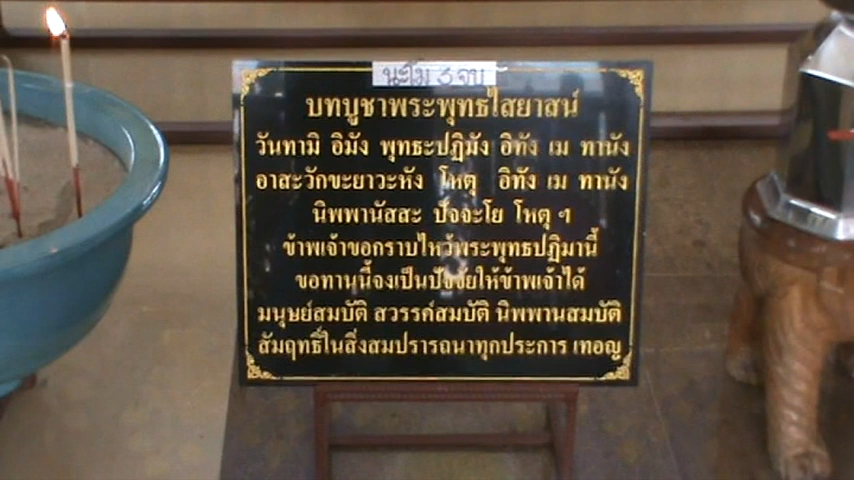 นะโม ๓ จบ
บทบูชาพระพุทธไสยาสน์
วันทามิ อิมัง พุทธะปฏิมัง อิทัง เม ทานัง
อาสะวักขะยาวะหัง โหตุ อิทัง เม ทานัง
นิพพานัสสะ ปัจจะโย โหตุ ฯ
ข้าพเจ้าขอกราบไหว้พระพุทธปฏิมานี้
ขอทานนี้จงเป็นปัจจัยให้ข้าพเจ้าได้
มนุษย์สมบัติ สวรรค์สมบัติ นิพพานสมบัติ
สัมฤทธิ์ในสิ่งสมปรารถนาทุกประการ เทอญ